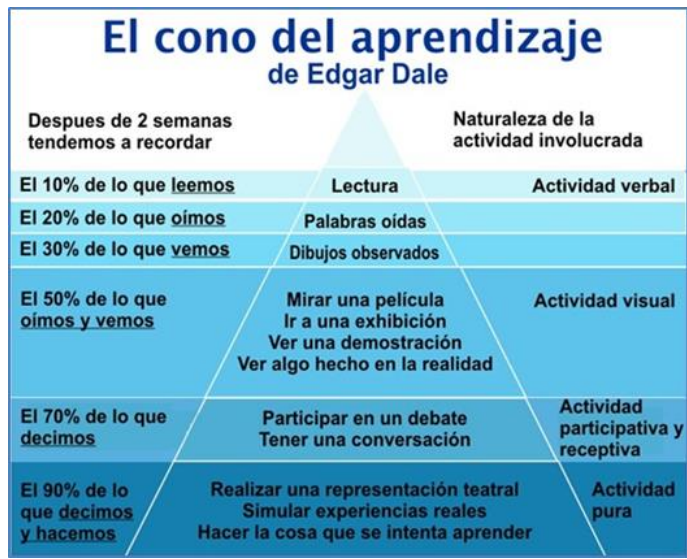 El cono del aprendizaje
de Edgar Dale
Despues de 2 semanas
tendemos a recordar
Naturaleza de la
actividad involucrada
El 10% de lo que leemos
Lectura
Actividad verbal
El 20% de lo que oímos
Palabras oídas
El 30% de lo que vemos
Dibujos observados
El 50% de lo que
oímos y vemos
Mirar una película
Ir a una exhibición
Ver una demostración
Ver algo hecho en la realidad
Actividad visual
El 70% de lo que
decimos
Participar en un debate
Tener una conversación
Actividad
participativa y
receptiva
El 90% de lo
que decimos
y hacemos
Realizar una representación teatral
Simular experiencias reales
Hacer la cosa que se intenta aprender
Actividad
pura